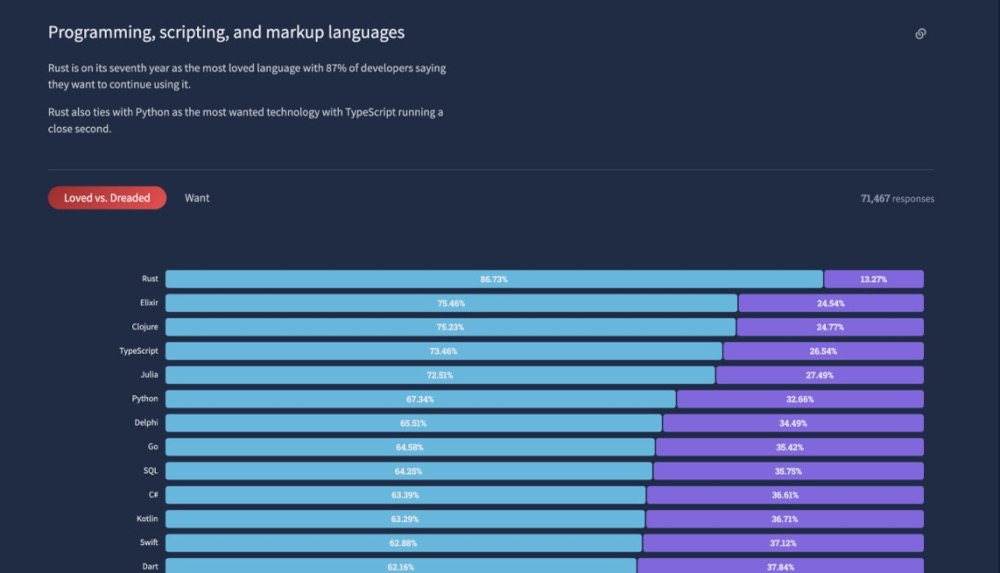 Programming, scripting, and markup languages
Rust is on its seventh year as the most loved language with 87% of developers saying
they want to continue using it.
Rust also ties with Python as the most wanted technology with TypeScript running a
close second.
Loved vs. Dreaded
Want
71,467 responses
Rust 86.73% 13.27%
Elixir 75.46% 24.54%
Clojure 75.23% 24.77%
TypeScript 73.46% 26.54%
Julia 72.51% 27.49%
Python 67.34% 32.66%
Delphi 65.51% 34.49%
Go 64.58% 35.42%
SQL 64.25% 35.75%
C# 63.39% 36.61%
Kotlin 63.29% 36.71%
Swift 62.88% 37.12%
Dart 62.16% 37.84%